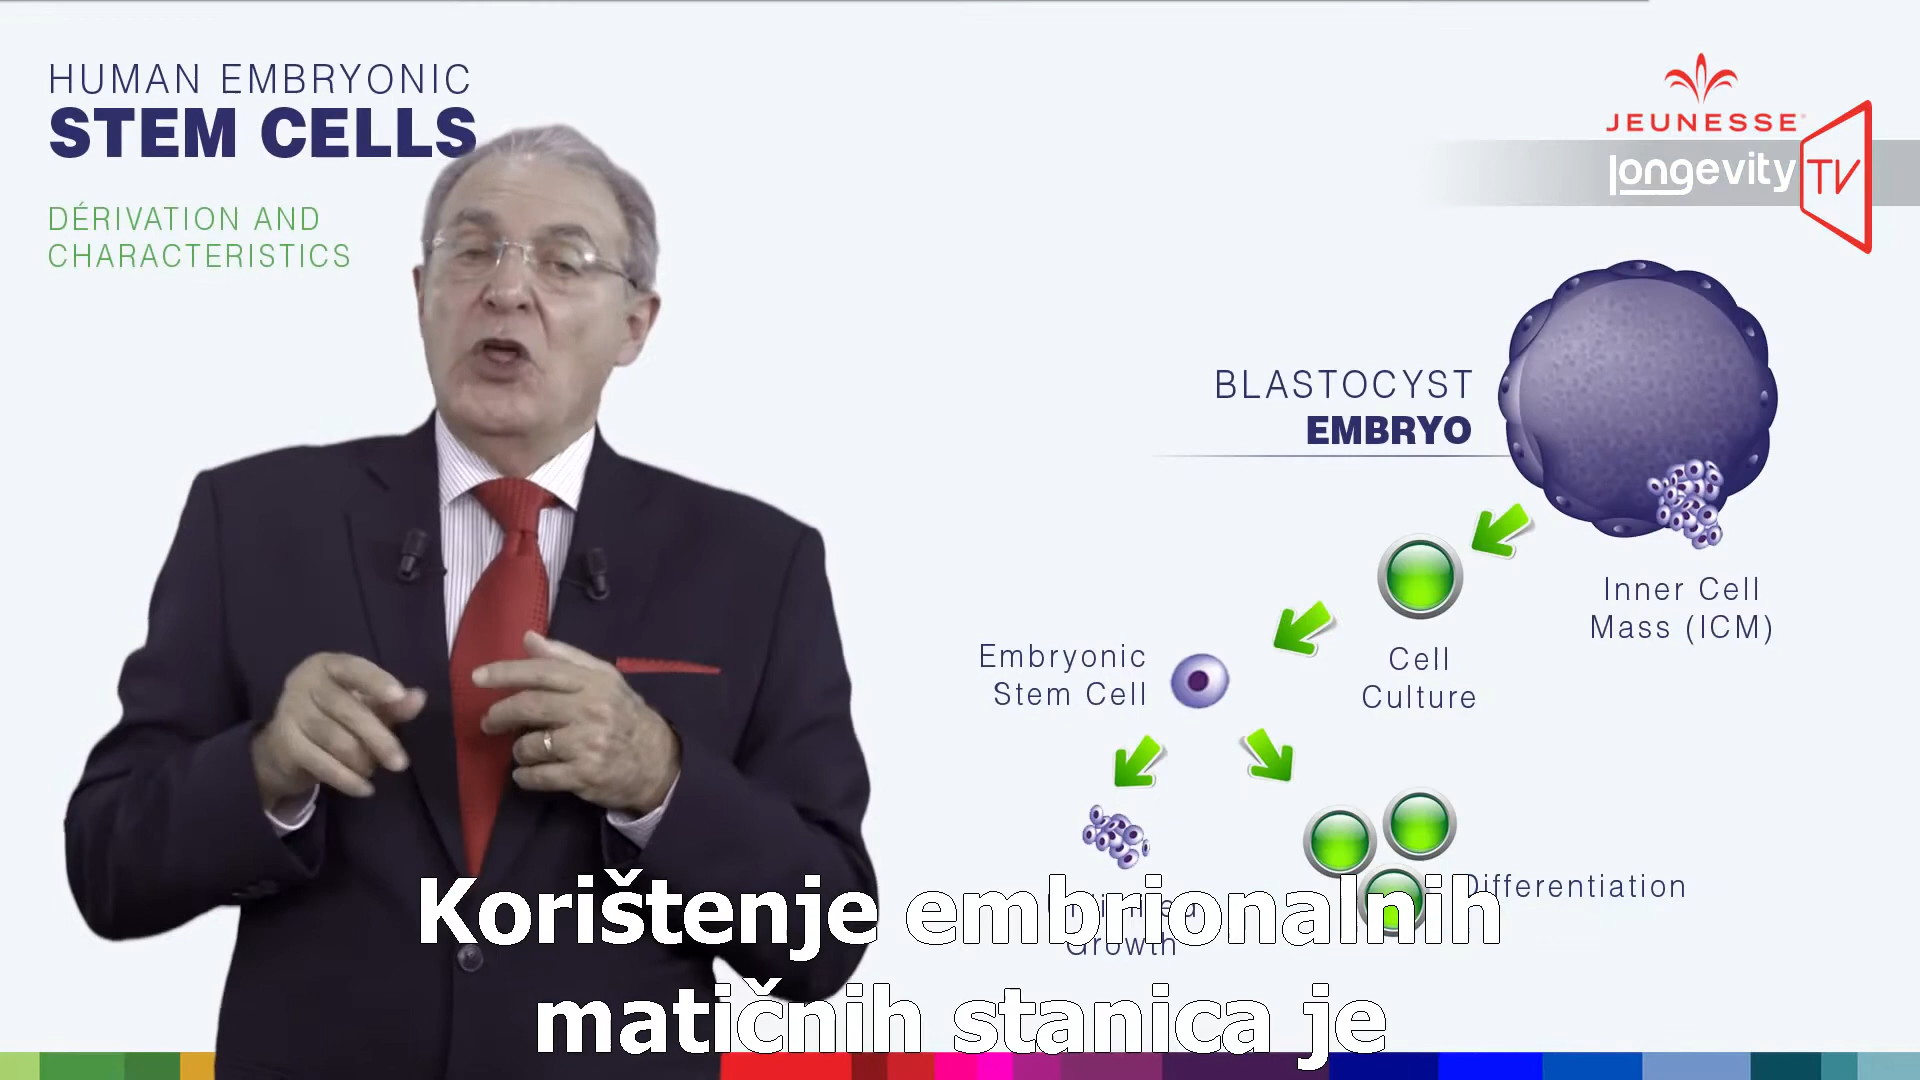 HUMAN EMBRYONIC
STEM CELLS
DÉRIVATION AND
CHARACTERISTICS
JEUNESSE
longevity TV
BLASTOCYST
EMBRYO
Inner Cell
Mass (ICM)
Cell
Culture
Embryonic
Stem Cell
Differentiation
Growth
Korištenje embrionalnih
matičnih stanica je